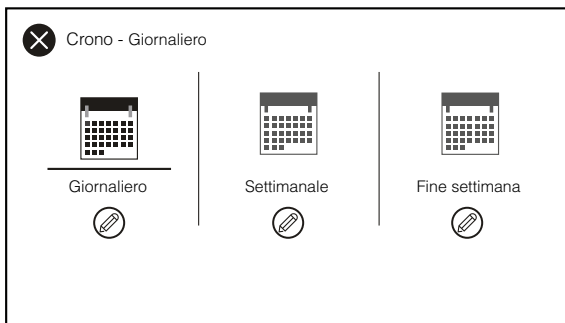 Crono - Giornaliero
Giornaliero
Settimanale
Fine settimana